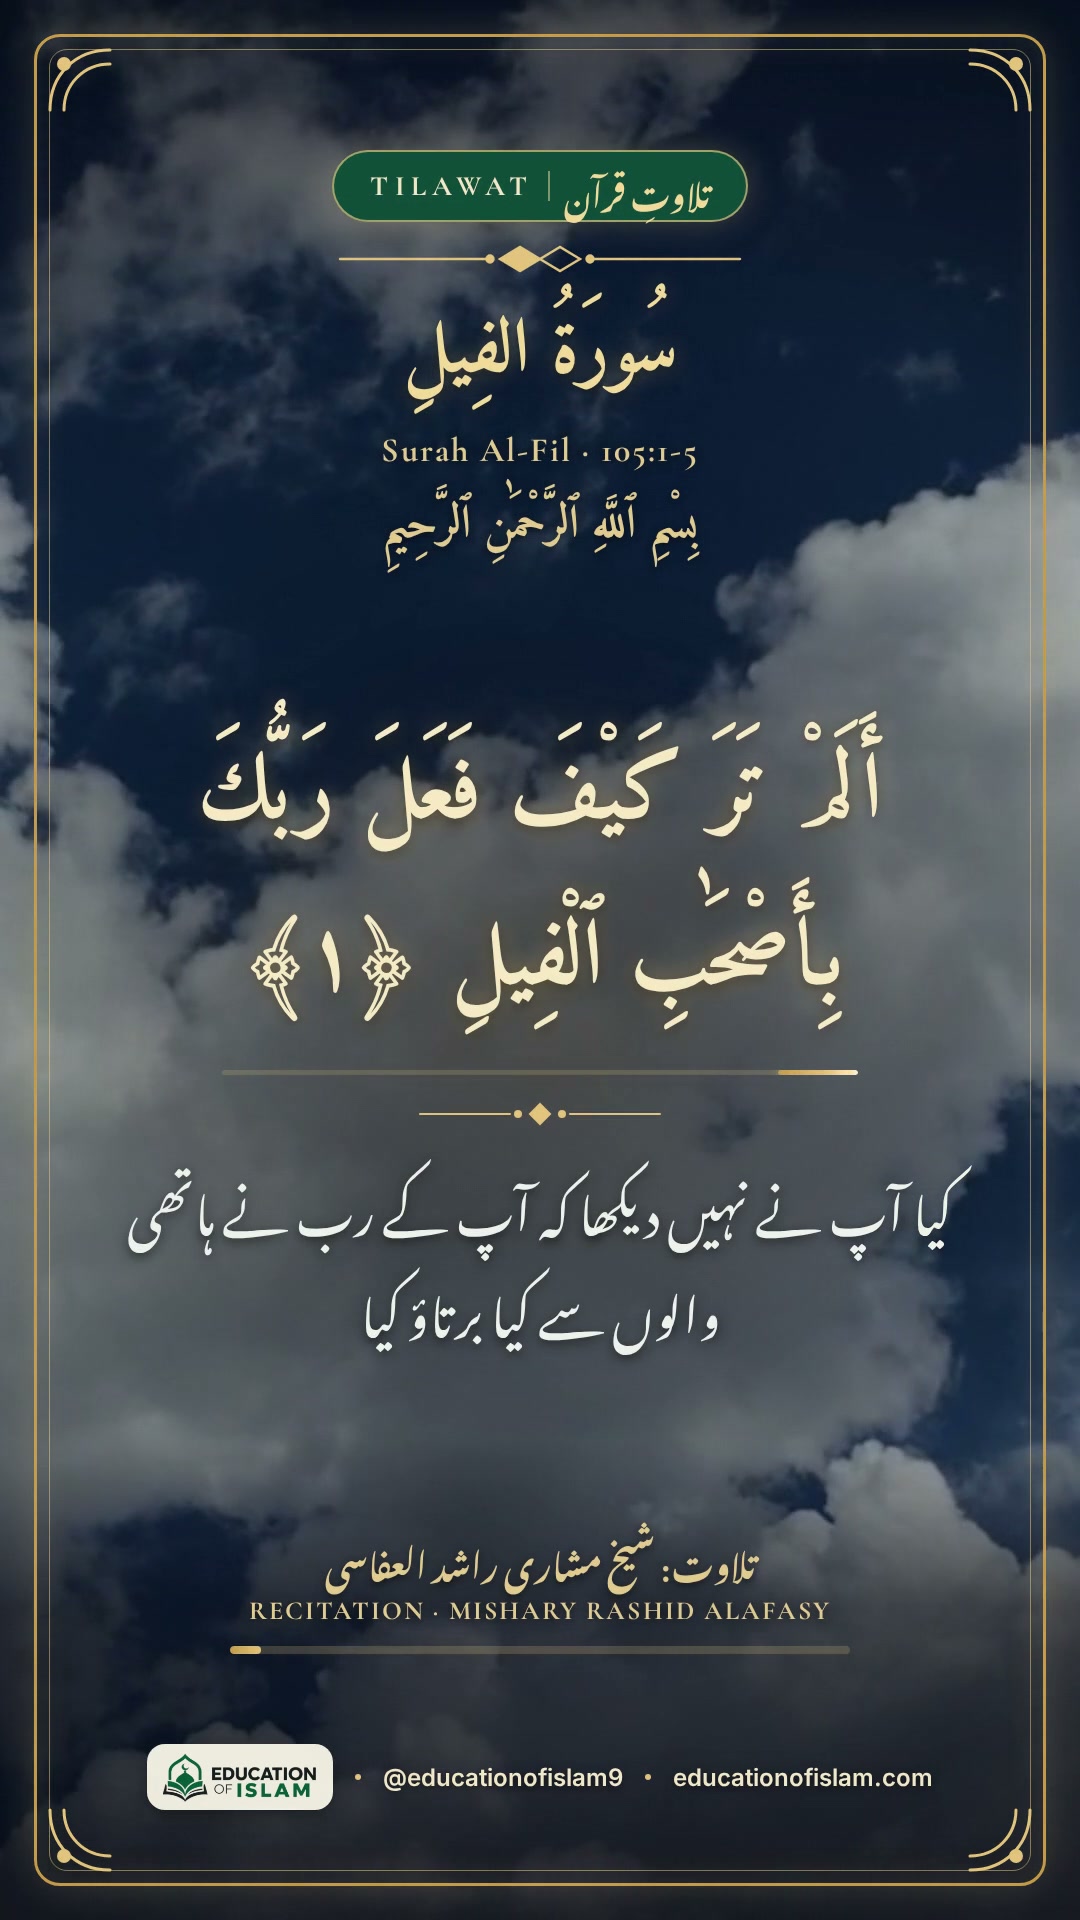 TILAWAT | تلاوتِ قرآن
سُورَةُ الفِيلِ
Surah Al-Fil · 105:1-5
بِسْمِ ٱللَّهِ ٱلرَّحْمَٰنِ ٱلرَّحِيمِ
أَلَمْ تَرَ كَيْفَ فَعَلَ رَبُّكَ
بِأَصْحَٰبِ ٱلْفِيلِ ﴿١﴾
کیا آپ نے نہیں دیکھا کہ آپ کے رب نے ہاتھی
والوں سے کیا برتاؤ کیا
تلاوت: شیخ مشاری راشد العفاسی
RECITATION · MISHARY RASHID ALAFASY
EDUCATION OF ISLAM • @educationofislam9 • educationofislam.com